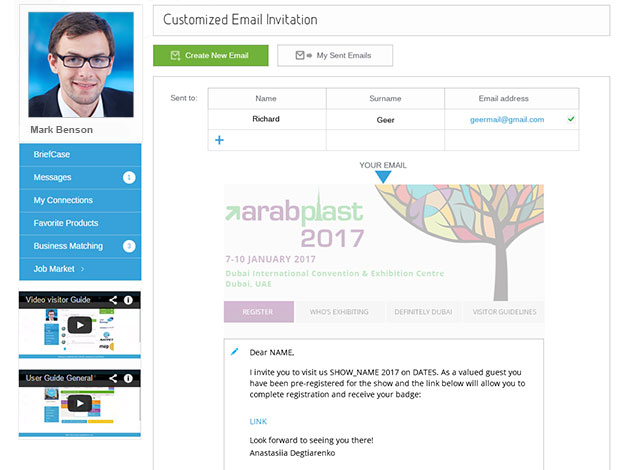 Customized Email Invitation
Create New Email
My Sent Emails
Mark Benson
BriefCase
Messages 1
My Connections
Favorite Products
Business Matching 3
Job Market
Video visitor Guide
User Guide General
Sent to:
Name Surname Email address
Richard Geer geermail@gmail.com
YOUR EMAIL
arabplast
2017
7-10 JANUARY 2017
Dubai International Convention & Exhibition Centre
Dubai, UAE
REGISTER WHO'S EXHIBITING DEFINITELY DUBAI VISITOR GUIDELINES
Dear NAME,
I invite you to visit us SHOW_NAME 2017 on DATES. As a valued guest you
have been pre-registered for the show and the link below will allow you to
complete registration and receive your badge:
LINK
Look forward to seeing you there!
Anastasiia Degtiarenko